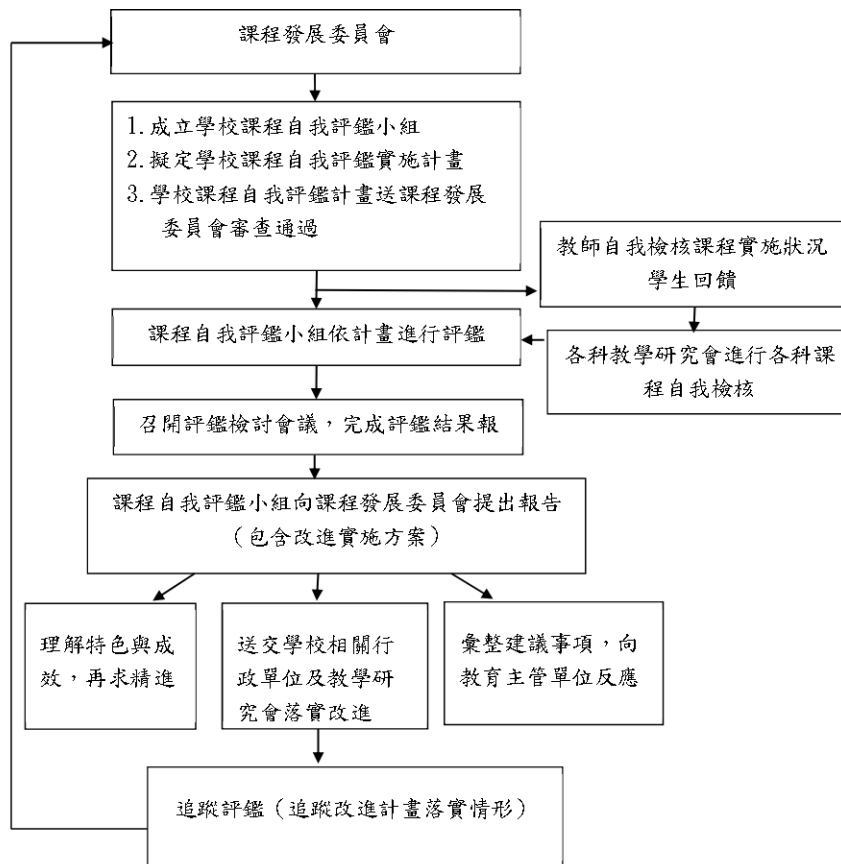 課程發展委員會
1.成立學校課程自我評鑑小組
2.擬定學校課程自我評鑑實施計畫
3.學校課程自我評鑑計畫送課程發展
委員會審查通過
教師自我檢核課程實施狀況
學生回饋
課程自我評鑑小組依計畫進行評鑑
各科教學研究會進行各科課
程自我檢核
召開評鑑檢討會議，完成評鑑結果報
課程自我評鑑小組向課程發展委員會提出報告
（包含改進實施方案）
理解特色與成
效，再求精進
送交學校相關行
政單位及教學研
究會落實改進
彙整建議事項，向
教育主管單位反應
追蹤評鑑（追蹤改進計畫落實情形）